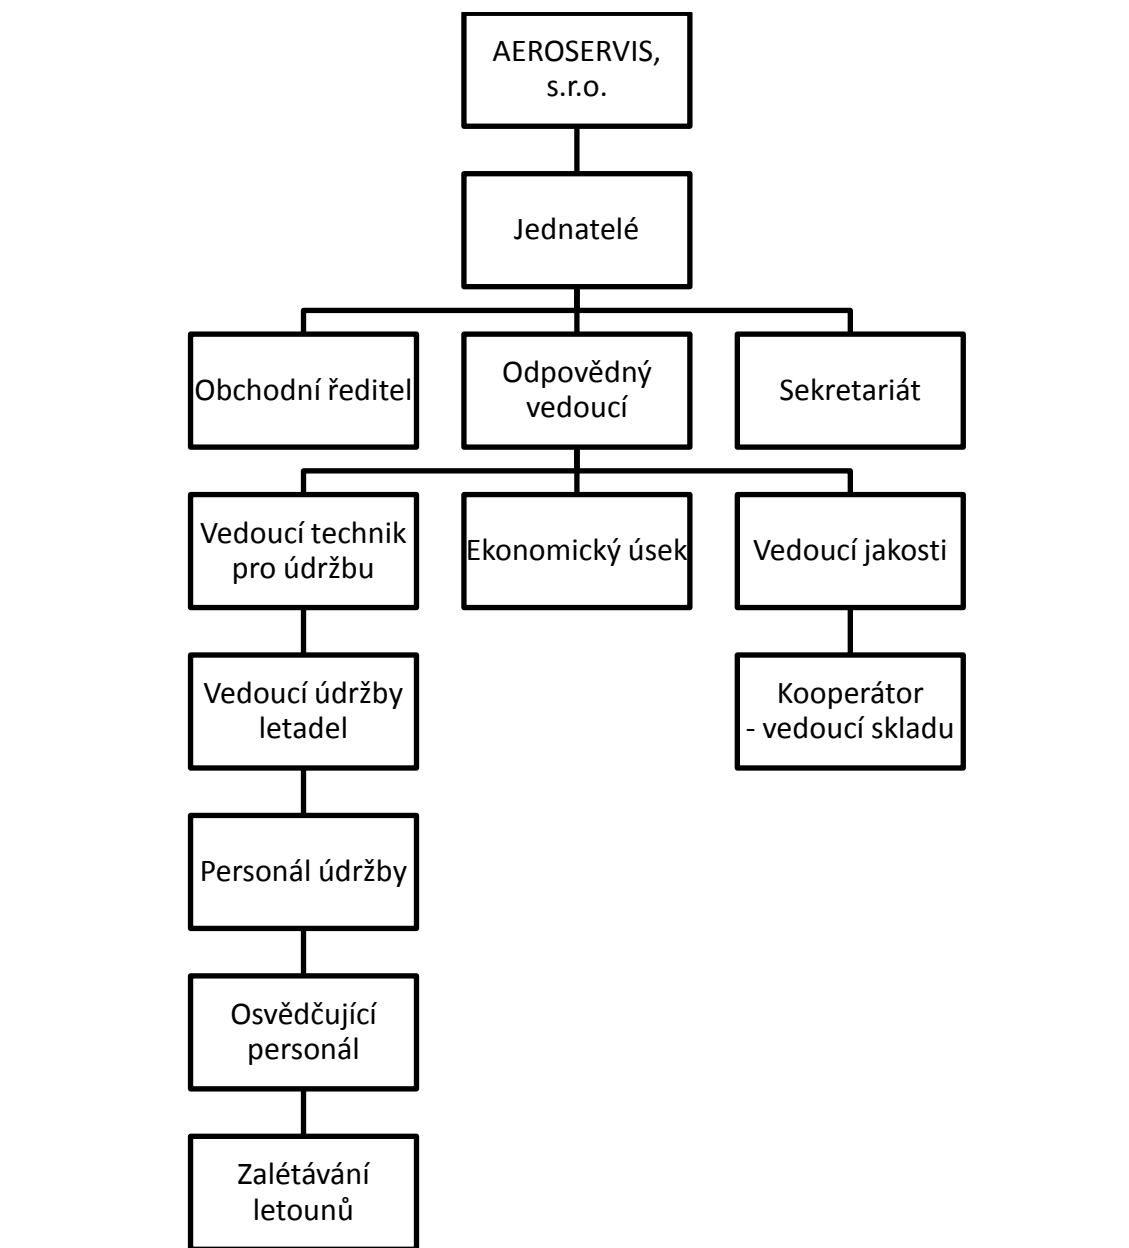 AEROSERVIS,
s.r.o.
Jednatelé
Obchodní ředitel
Odpovědný
vedoucí
Sekretariát
Vedoucí technik
pro údržbu
Ekonomický úsek
Vedoucí jakosti
Vedoucí údržby
letadel
Kooperátor
- vedoucí skladu
Personál údržby
Osvědčující
personál
Zalétávání
letounů